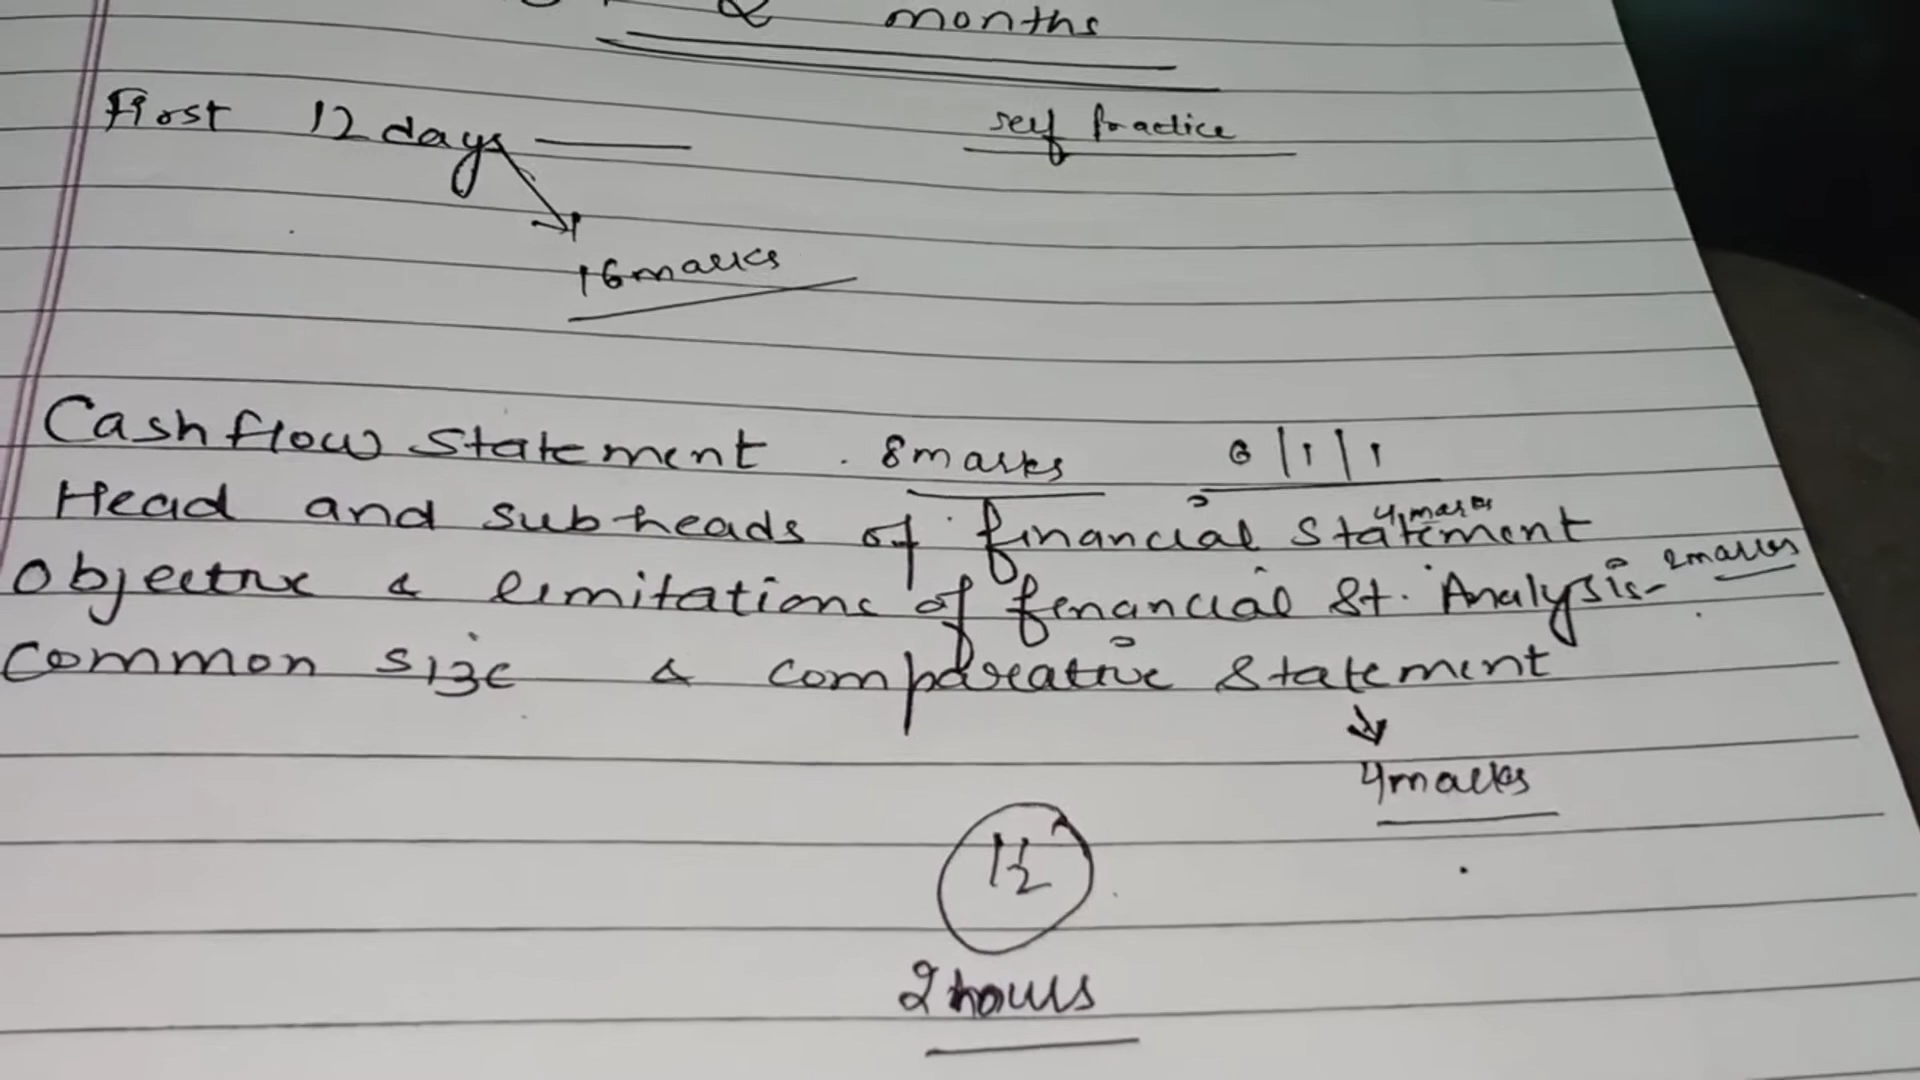 2 months
First 12 days — self Practice
16 marks
Cash flow statement . 8 marks 6|1|1
Head and subheads of financial statement 4 marks
Objective & limitations of financial St. Analysis - 2 marks
Common size & comparative statement
4 marks
1½
2 hours